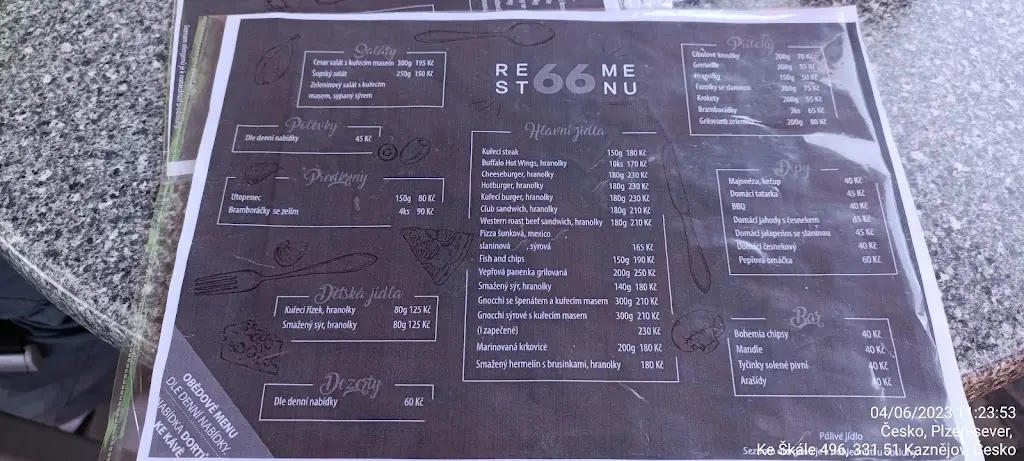 Saláty
Cesar salát s kuřecím masem 300g 195 Kč
Šopský salát 250g 150 Kč
Zeleninový salát s kuřecím
masem, sypaný sýrem
Polévky
Dle denní nabídky 45 Kč
Předkrmy
Utopenec 150g 80 Kč
Bramboráčky se zelím 4ks 90 Kč
Dětská jídla
Kuřecí řízek, hranolky 80g 125 Kč
Smažený sýr, hranolky 80g 125 Kč
Dezerty
Dle denní nabídky 60 Kč
OBĚDOVÉ MENU
DLE DENNÍ NABÍDKY.
NABÍDKA DORTŮ
KE KÁVĚ
RE 66 ME
ST NU
Hlavní jídla
Kuřecí steak 150g 180 Kč
Buffalo Hot Wings, hranolky 10ks 170 Kč
Cheeseburger, hranolky 180g 230 Kč
Hotburger, hranolky 180g 230 Kč
Kuřecí burger, hranolky 180g 230 Kč
Club sandwich, hranolky 180g 210 Kč
Western roast beef sandwich, hranolky 180g 210 Kč
Pizza šunková, mexico
slaninová , sýrová 165 Kč
Fish and chips 150g 190 Kč
Vepřová panenka grilovaná 200g 250 Kč
Smažený sýr, hranolky 140g 180 Kč
Gnocchi se špenátem a kuřecím masem 300g 210 Kč
Gnocchi sýrové s kuřecím masem 300g 210 Kč
(i zapečené) 230 Kč
Marinovaná krkovice 200g 180 Kč
Smažený hermelín s brusinkami, hranolky 180 Kč
Přílohy
Cibulové kroužky 200g 70 Kč
Grenaille 200g 55 Kč
Hranolky 150g 50 Kč
Fazolky se slaninou 200g 75 Kč
Krokety 200g 55 Kč
Bramboráčky 3ks 65 Kč
Grilovaná zelenina 200g 80 Kč
Dipy
Majonéza, kečup 40 Kč
Domácí tatarka 45 Kč
BBQ 40 Kč
Domácí jahody s česnekem 45 Kč
Domácí jalapeños se slaninou 45 Kč
Domácí česnekový 40 Kč
Pepřová omáčka 60 Kč
Bar
Bohemia chipsy 40 Kč
Mandle 40 Kč
Tyčinky solené pivní 40 Kč
Arašídy 40 Kč
Pálivé jídlo
04/06/2023 11:23:53
Česko, Plzeň-sever,
Ke Škále 496, 331 51 Kaznějov, Česko